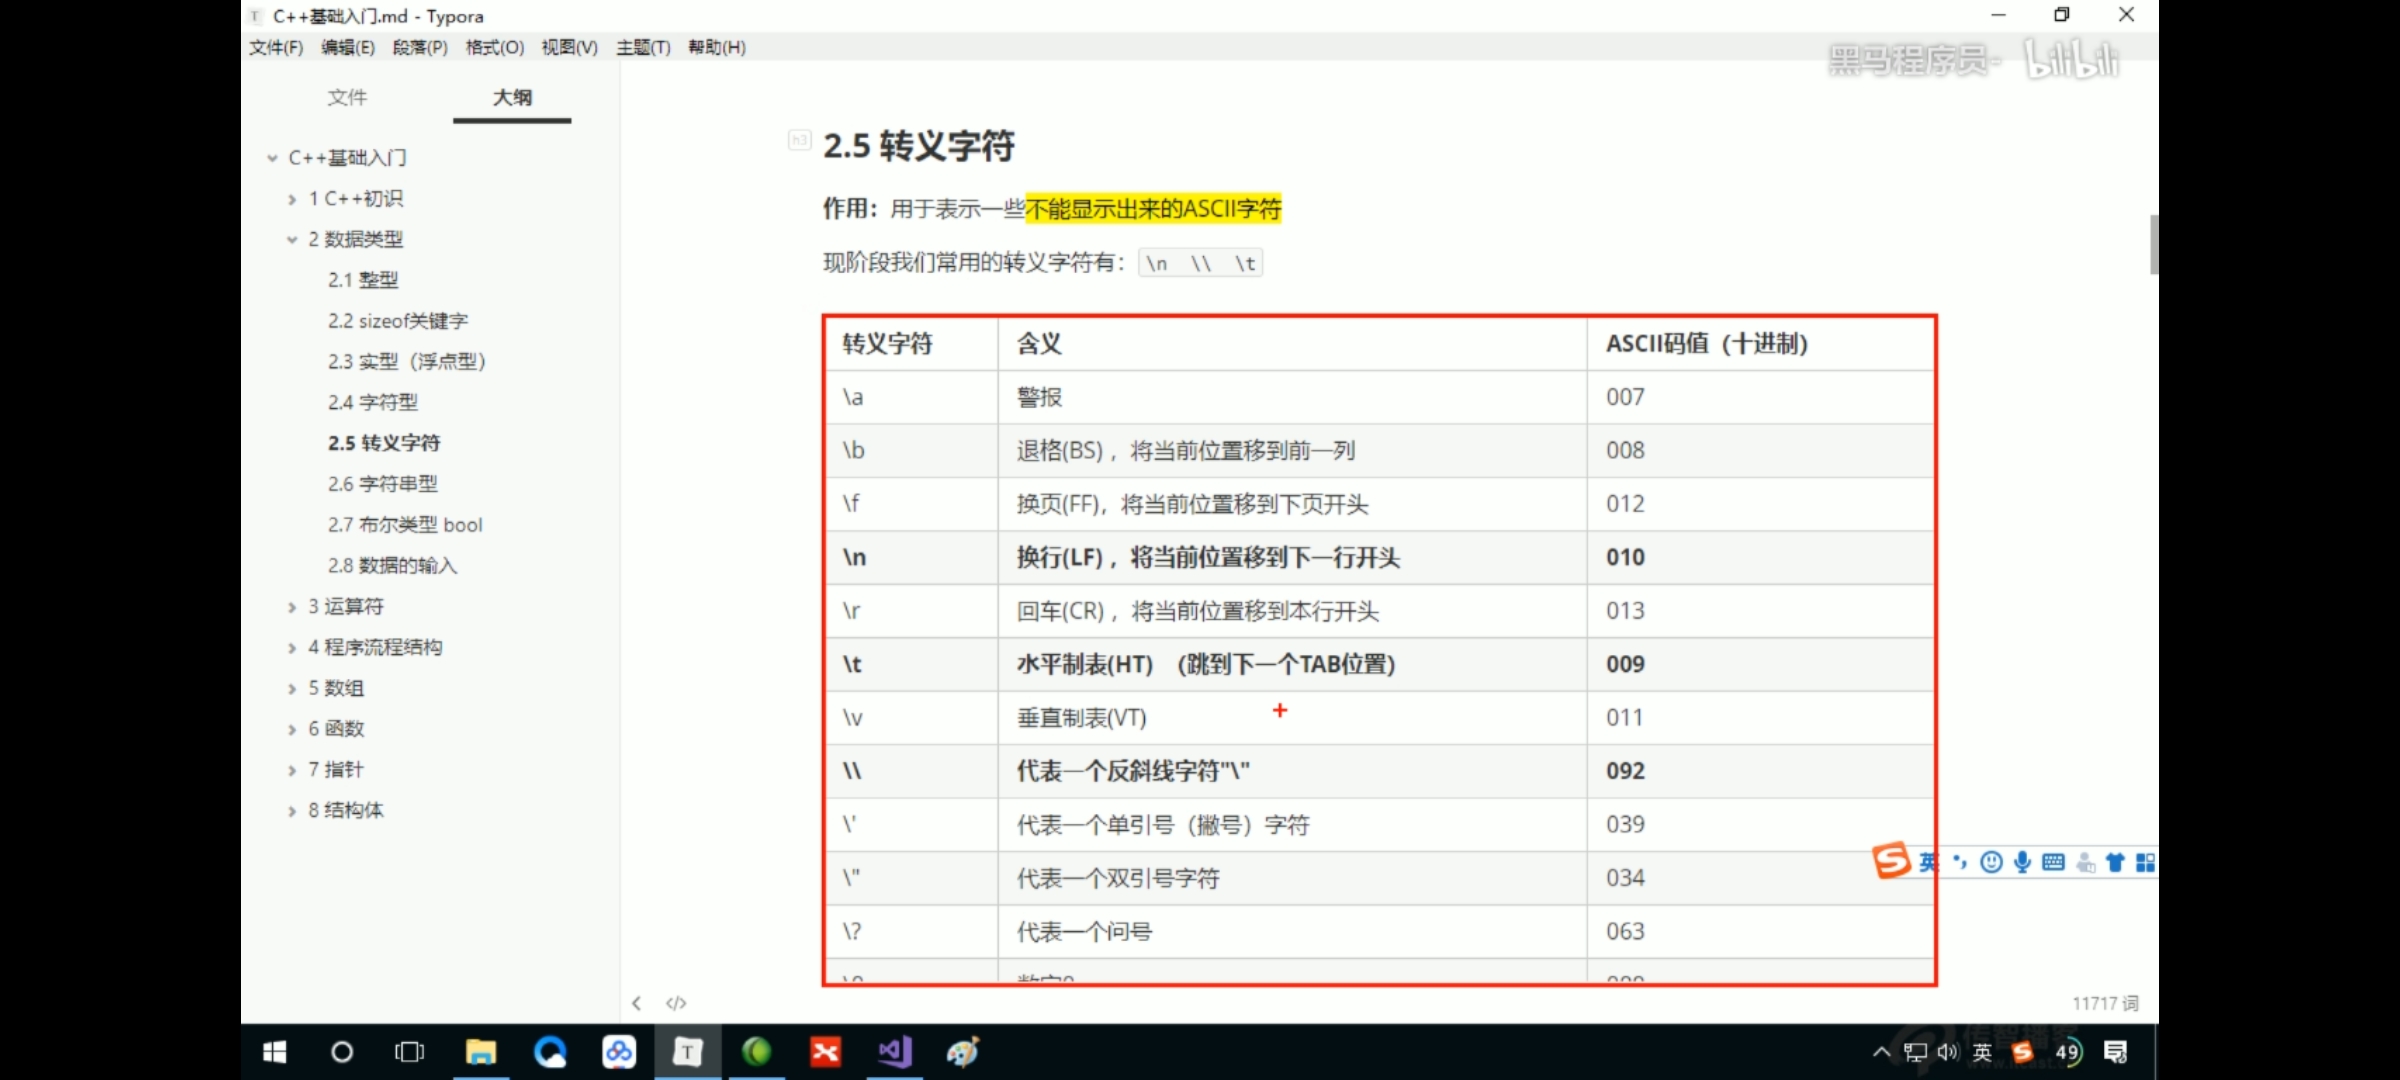 C++基础入门.md - Typora
文件(F) 编辑(E) 段落(P) 格式(O) 视图(V) 主题(T) 帮助(H)
黑马程序员- bilibili
文件 大纲
C++基础入门
1 C++初识
2 数据类型
2.1 整型
2.2 sizeof关键字
2.3 实型（浮点型）
2.4 字符型
2.5 转义字符
2.6 字符串型
2.7 布尔类型 bool
2.8 数据的输入
3 运算符
4 程序流程结构
5 数组
6 函数
7 指针
8 结构体
h3 2.5 转义字符
作用：用于表示一些不能显示出来的ASCII字符
现阶段我们常用的转义字符有： \n \\ \t
转义字符 含义 ASCII码值（十进制）
\a 警报 007
\b 退格(BS) ，将当前位置移到前一列 008
\f 换页(FF)，将当前位置移到下页开头 012
\n 换行(LF) ，将当前位置移到下一行开头 010
\r 回车(CR) ，将当前位置移到本行开头 013
\t 水平制表(HT) （跳到下一个TAB位置） 009
\v 垂直制表(VT) 011
\\ 代表一个反斜线字符"\" 092
\' 代表一个单引号（撇号）字符 039
\" 代表一个双引号字符 034
\? 代表一个问号 063
英
11717 词
英 49